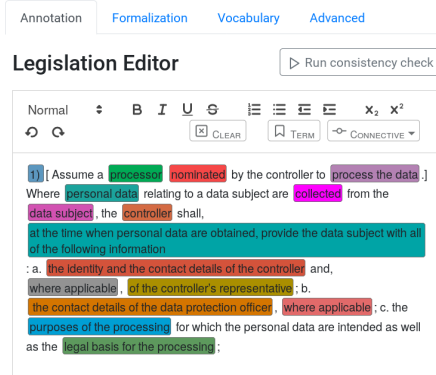 Annotation Formalization Vocabulary Advanced
Legislation Editor
Run consistency check
Normal B I U S X₂ X²
CLEAR TERM CONNECTIVE
1) [ Assume a processor nominated by the controller to process the data .]
Where personal data relating to a data subject are collected from the
data subject , the controller shall,
at the time when personal data are obtained, provide the data subject with all
of the following information
: a. the identity and the contact details of the controller and,
where applicable , of the controller's representative ; b.
the contact details of the data protection officer , where applicable ; c. the
purposes of the processing for which the personal data are intended as well
as the legal basis for the processing ;